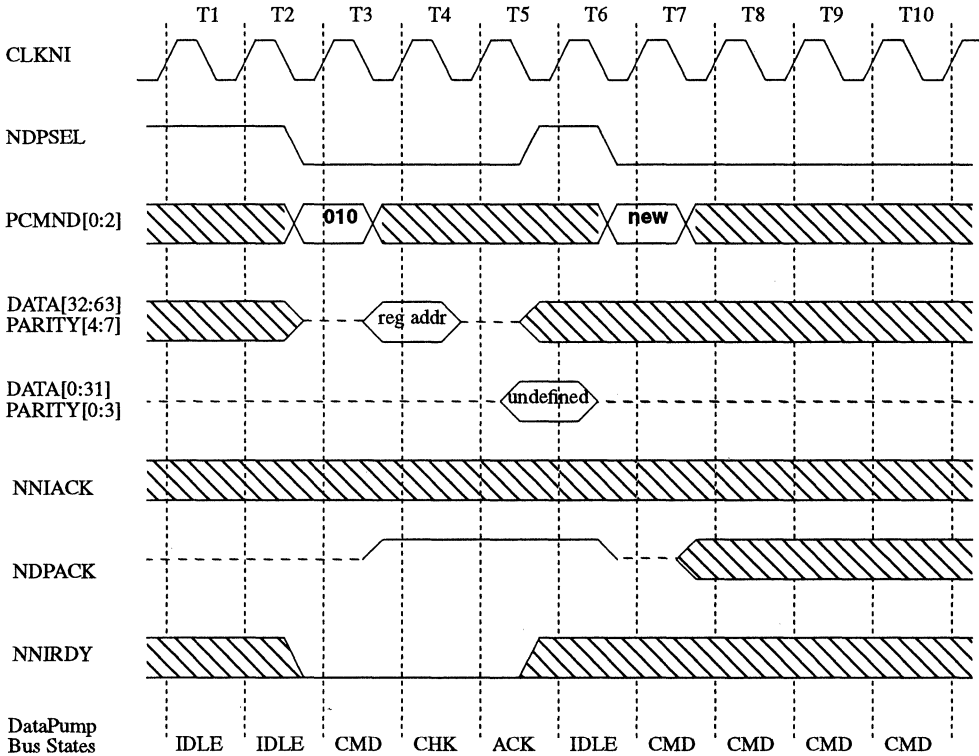 T1 T2 T3 T4 T5 T6 T7 T8 T9 T10
CLKNI
NDPSEL
PCMND[0:2] 010 new
DATA[32:63]
PARITY[4:7] reg addr
DATA[0:31]
PARITY[0:3] undefined
NNIACK
NDPACK
NNIRDY
DataPump
Bus States IDLE IDLE CMD CHK ACK IDLE CMD CMD CMD CMD